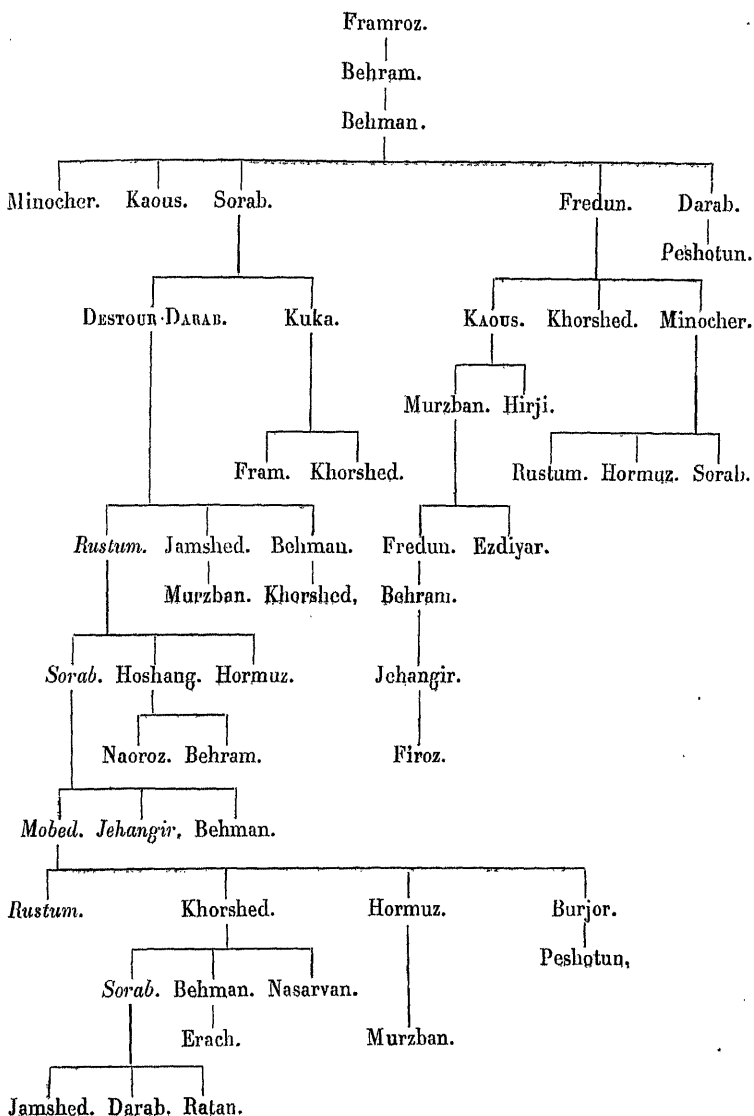 Framroz.
Behram.
Behman.
Minocher. Kaous. Sorab. Fredun. Darab.
Peshotun.
DESTOUR DARAB. Kuka. KAOUS. Khorshed. Minocher.
Murzban. Hirji.
Fram. Khorshed. Rustum. Hormuz. Sorab.
Rustum. Jamshed. Behman. Fredun. Ezdiyar.
Murzban. Khorshed, Behram.
Sorab. Hoshang. Hormuz. Jehangir.
Naoroz. Behram. Firoz.
Mobed. Jehangir, Behman.
Rustum. Khorshed. Hormuz. Burjor.
Peshotun,
Sorab. Behman. Nasarvan.
Erach. Murzban.
Jamshed. Darab. Ratan.